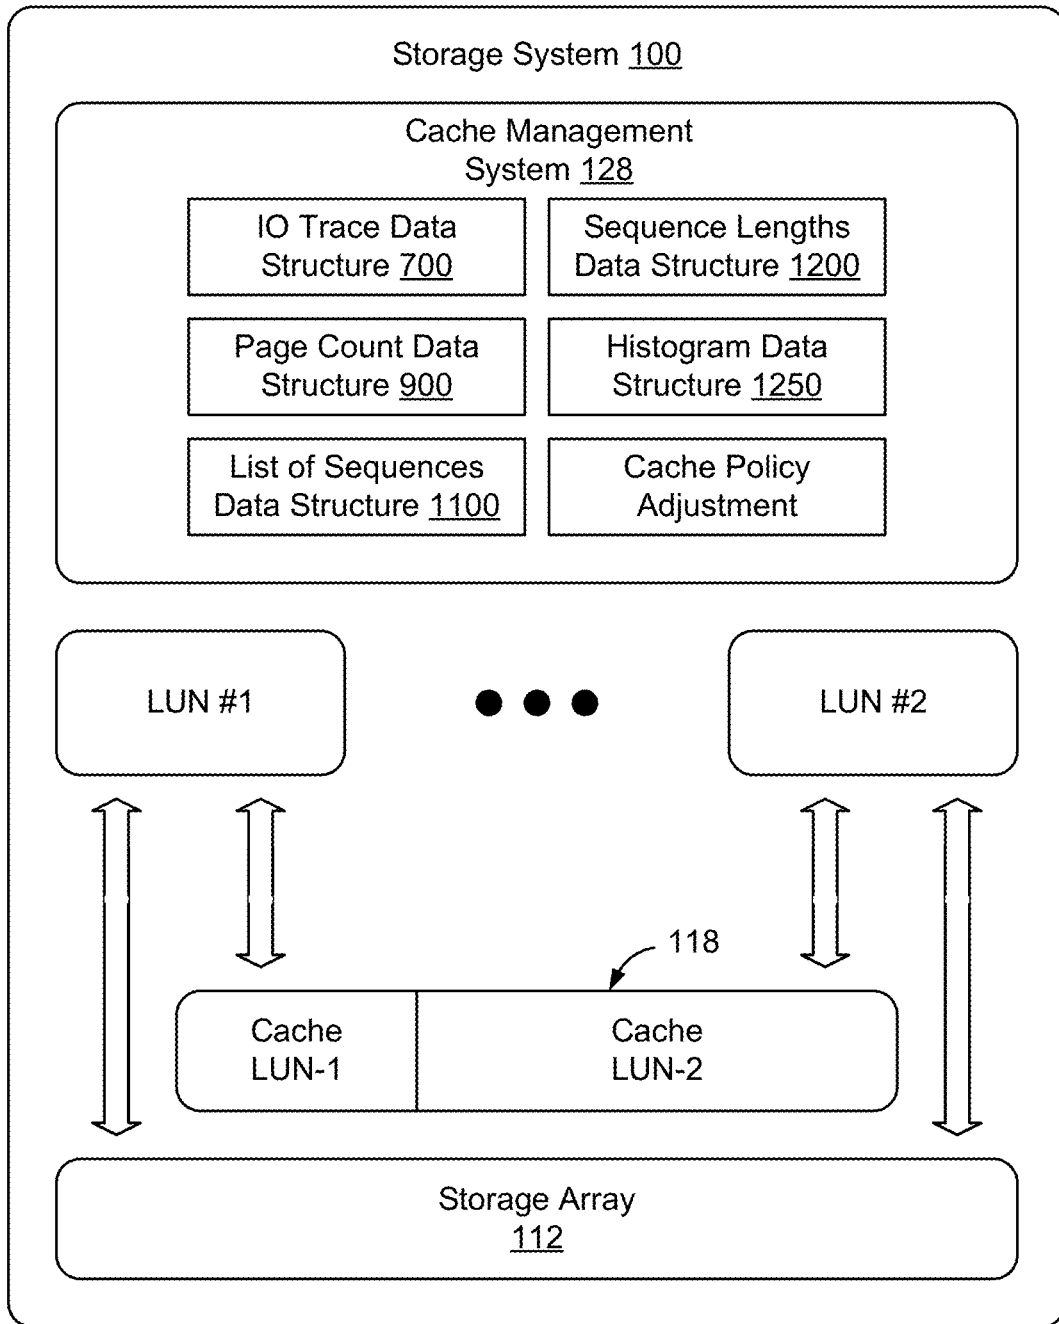 Storage System 100
Cache Management
System 128
IO Trace Data
Structure 700
Sequence Lengths
Data Structure 1200
Page Count Data
Structure 900
Histogram Data
Structure 1250
List of Sequences
Data Structure 1100
Cache Policy
Adjustment
LUN #1
LUN #2
118
Cache
LUN-1
Cache
LUN-2
Storage Array
112